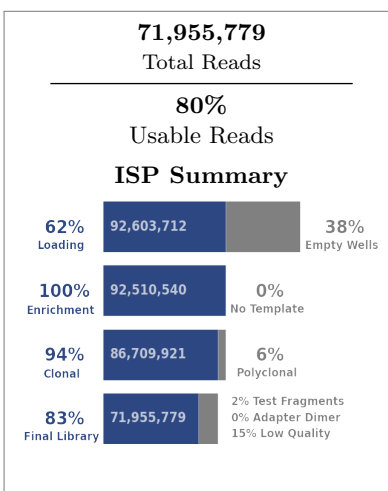 71,955,779
Total Reads
80%
Usable Reads
ISP Summary
62%
Loading
92,603,712
38%
Empty Wells
100%
Enrichment
92,510,540
0%
No Template
94%
Clonal
86,709,921
6%
Polyclonal
83%
Final Library
71,955,779
2% Test Fragments
0% Adapter Dimer
15% Low Quality